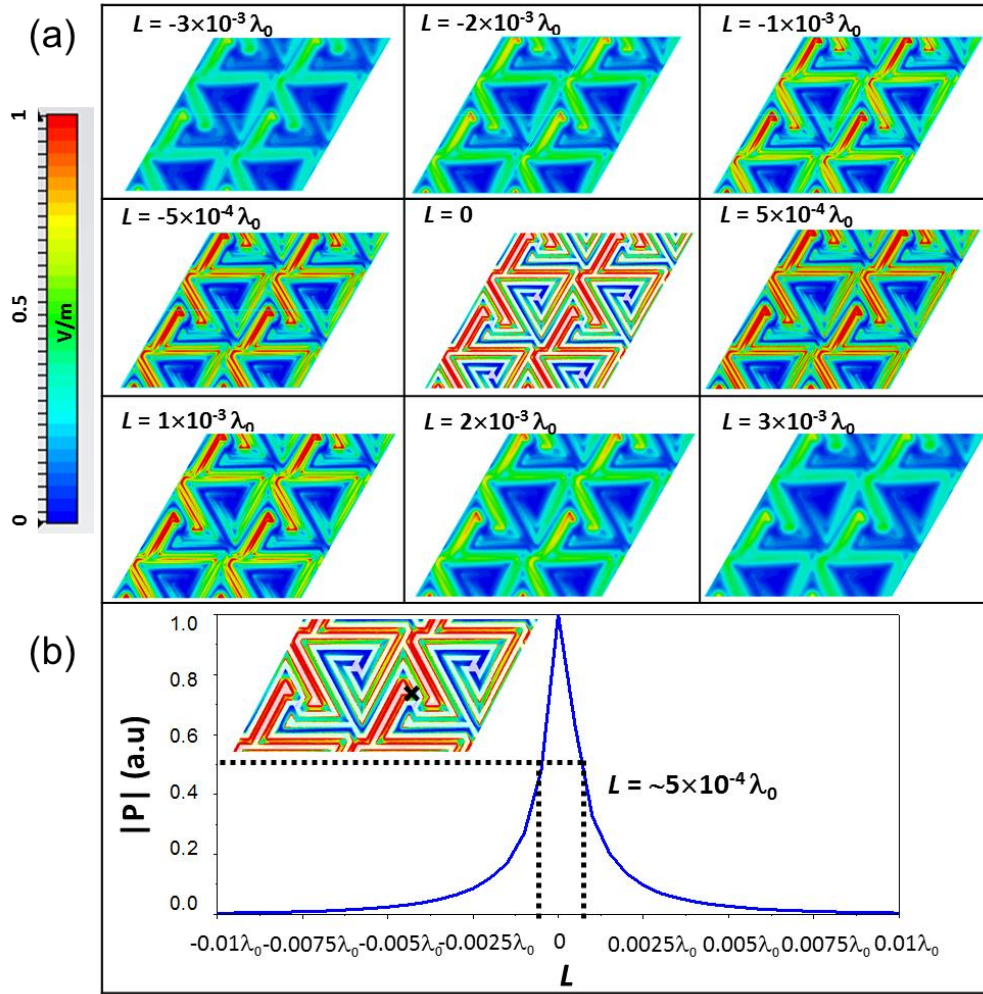 (a)
L = -3×10-3 λ0
L = -2×10-3 λ0
L = -1×10-3 λ0
1
0.5
V/m
0
L = -5×10-4 λ0
L = 0
L = 5×10-4 λ0
L = 1×10-3 λ0
L = 2×10-3 λ0
L = 3×10-3 λ0
(b)
|P| (a.u)
1.0
0.8
0.6
0.4
0.2
0.0
L = ~5×10-4 λ0
-0.01λ0 -0.0075λ0 -0.005λ0 -0.0025λ0 0 0.0025λ0 0.005λ0 0.0075λ0 0.01λ0
L